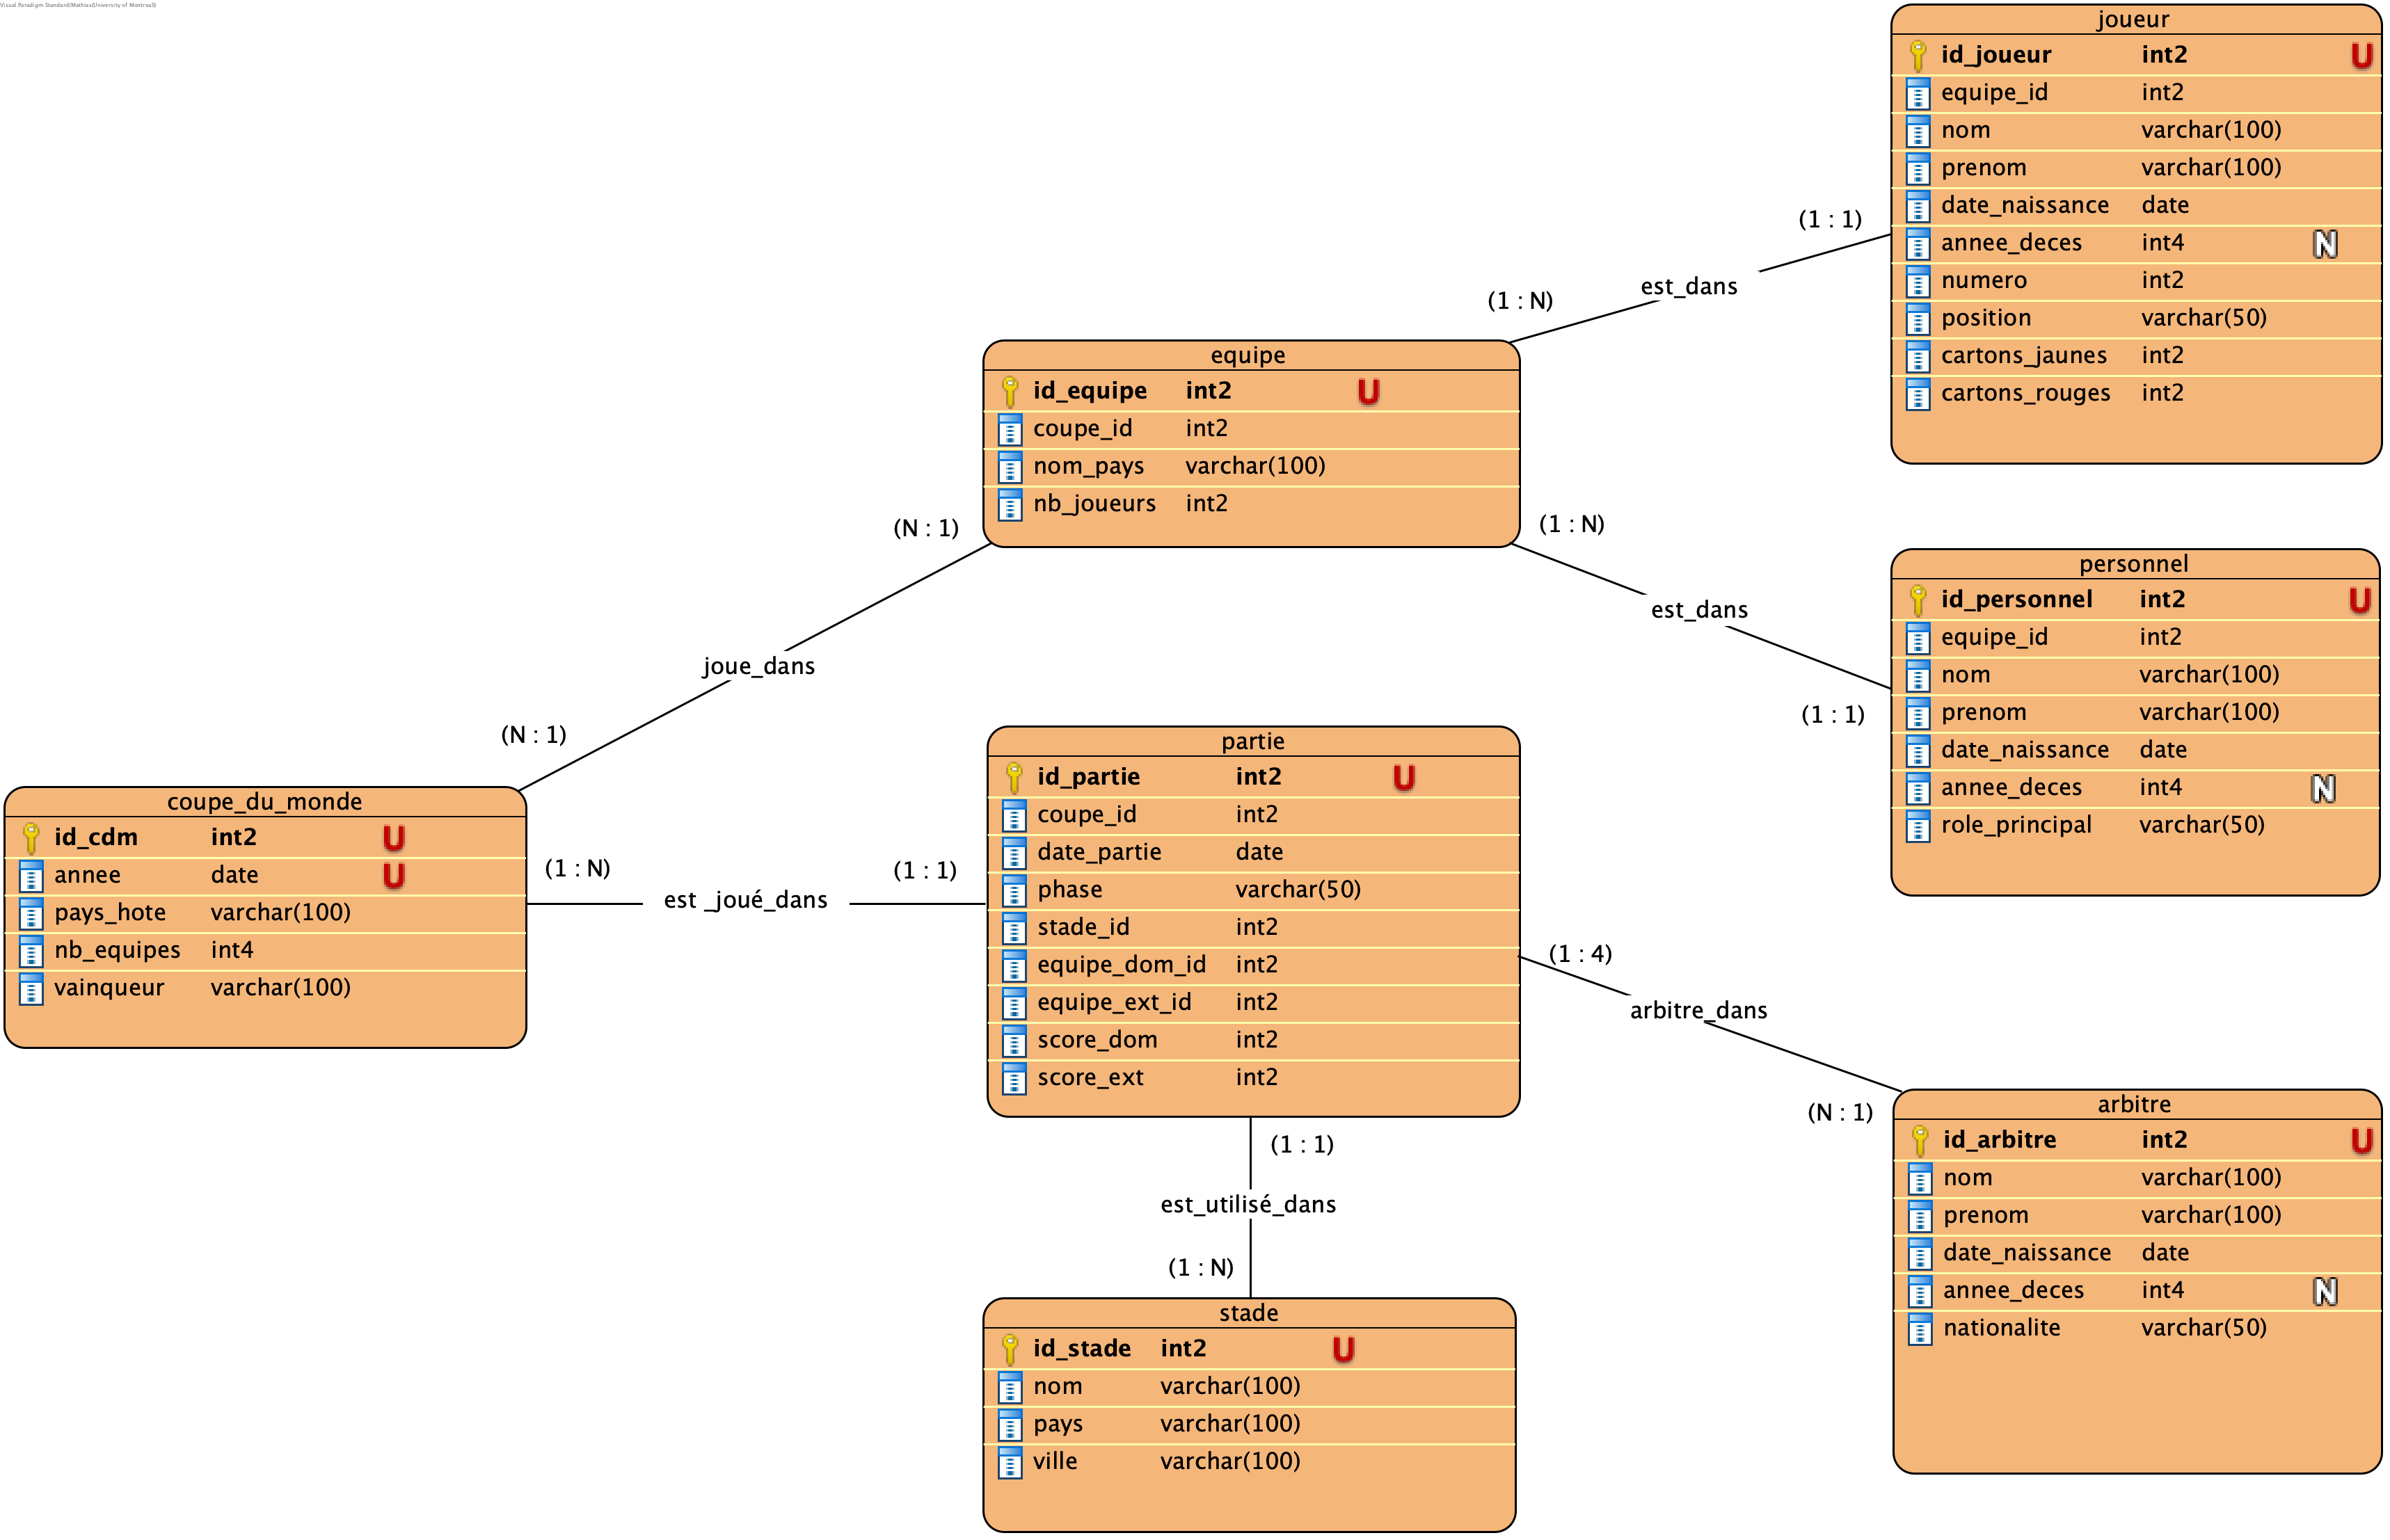 Visual Paradigm Standard(Mathias(University of Montreal))
joueur
id_joueur int2 U
equipe_id int2
nom varchar(100)
prenom varchar(100)
date_naissance date
annee_deces int4 N
numero int2
position varchar(50)
cartons_jaunes int2
cartons_rouges int2
(1 : 1)
est_dans
(1 : N)
equipe
id_equipe int2 U
coupe_id int2
nom_pays varchar(100)
nb_joueurs int2
(N : 1)
(1 : N)
est_dans
(1 : 1)
personnel
id_personnel int2 U
equipe_id int2
nom varchar(100)
prenom varchar(100)
date_naissance date
annee_deces int4 N
role_principal varchar(50)
joue_dans
(N : 1)
coupe_du_monde
id_cdm int2 U
annee date U
pays_hote varchar(100)
nb_equipes int4
vainqueur varchar(100)
(1 : N)
est _joué_dans
(1 : 1)
partie
id_partie int2 U
coupe_id int2
date_partie date
phase varchar(50)
stade_id int2
equipe_dom_id int2
equipe_ext_id int2
score_dom int2
score_ext int2
(1 : 4)
arbitre_dans
(N : 1)
arbitre
id_arbitre int2 U
nom varchar(100)
prenom varchar(100)
date_naissance date
annee_deces int4 N
nationalite varchar(50)
(1 : 1)
est_utilisé_dans
(1 : N)
stade
id_stade int2 U
nom varchar(100)
pays varchar(100)
ville varchar(100)